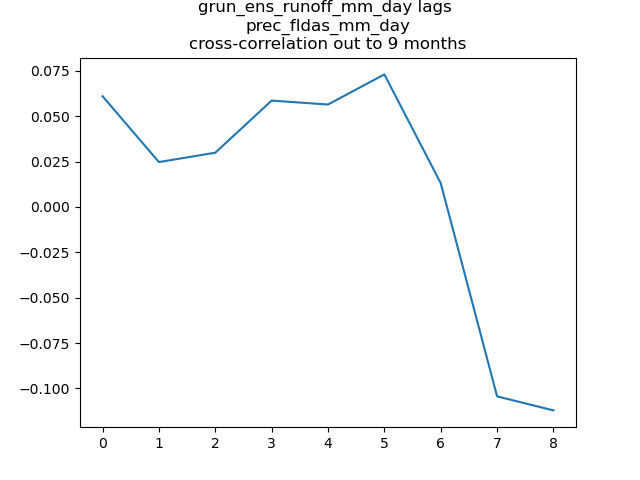 grun_ens_runoff_mm_day lags
prec_fldas_mm_day
cross-correlation out to 9 months
0.075
0.050
0.025
0.000
−0.025
−0.050
−0.075
−0.100
0 1 2 3 4 5 6 7 8